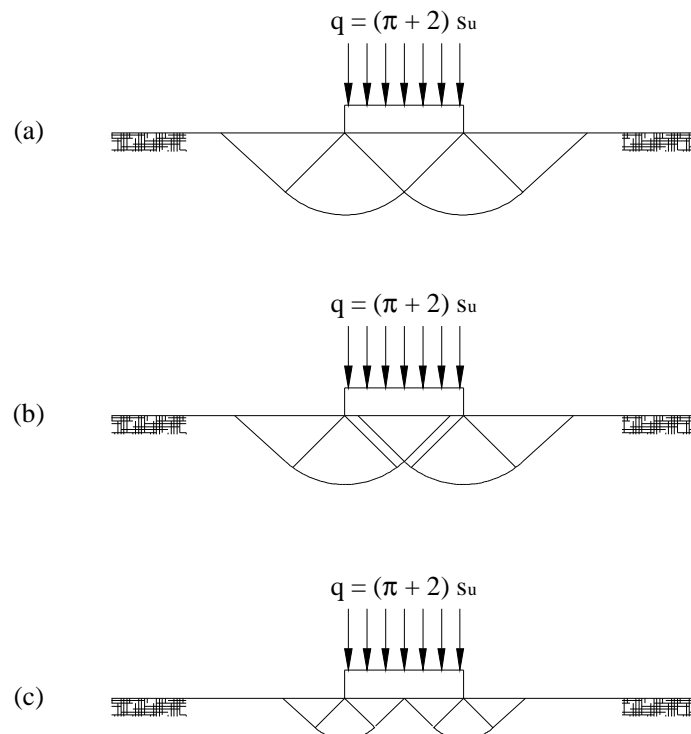 q = (π + 2) su
(a)
q = (π + 2) su
(b)
q = (π + 2) su
(c)